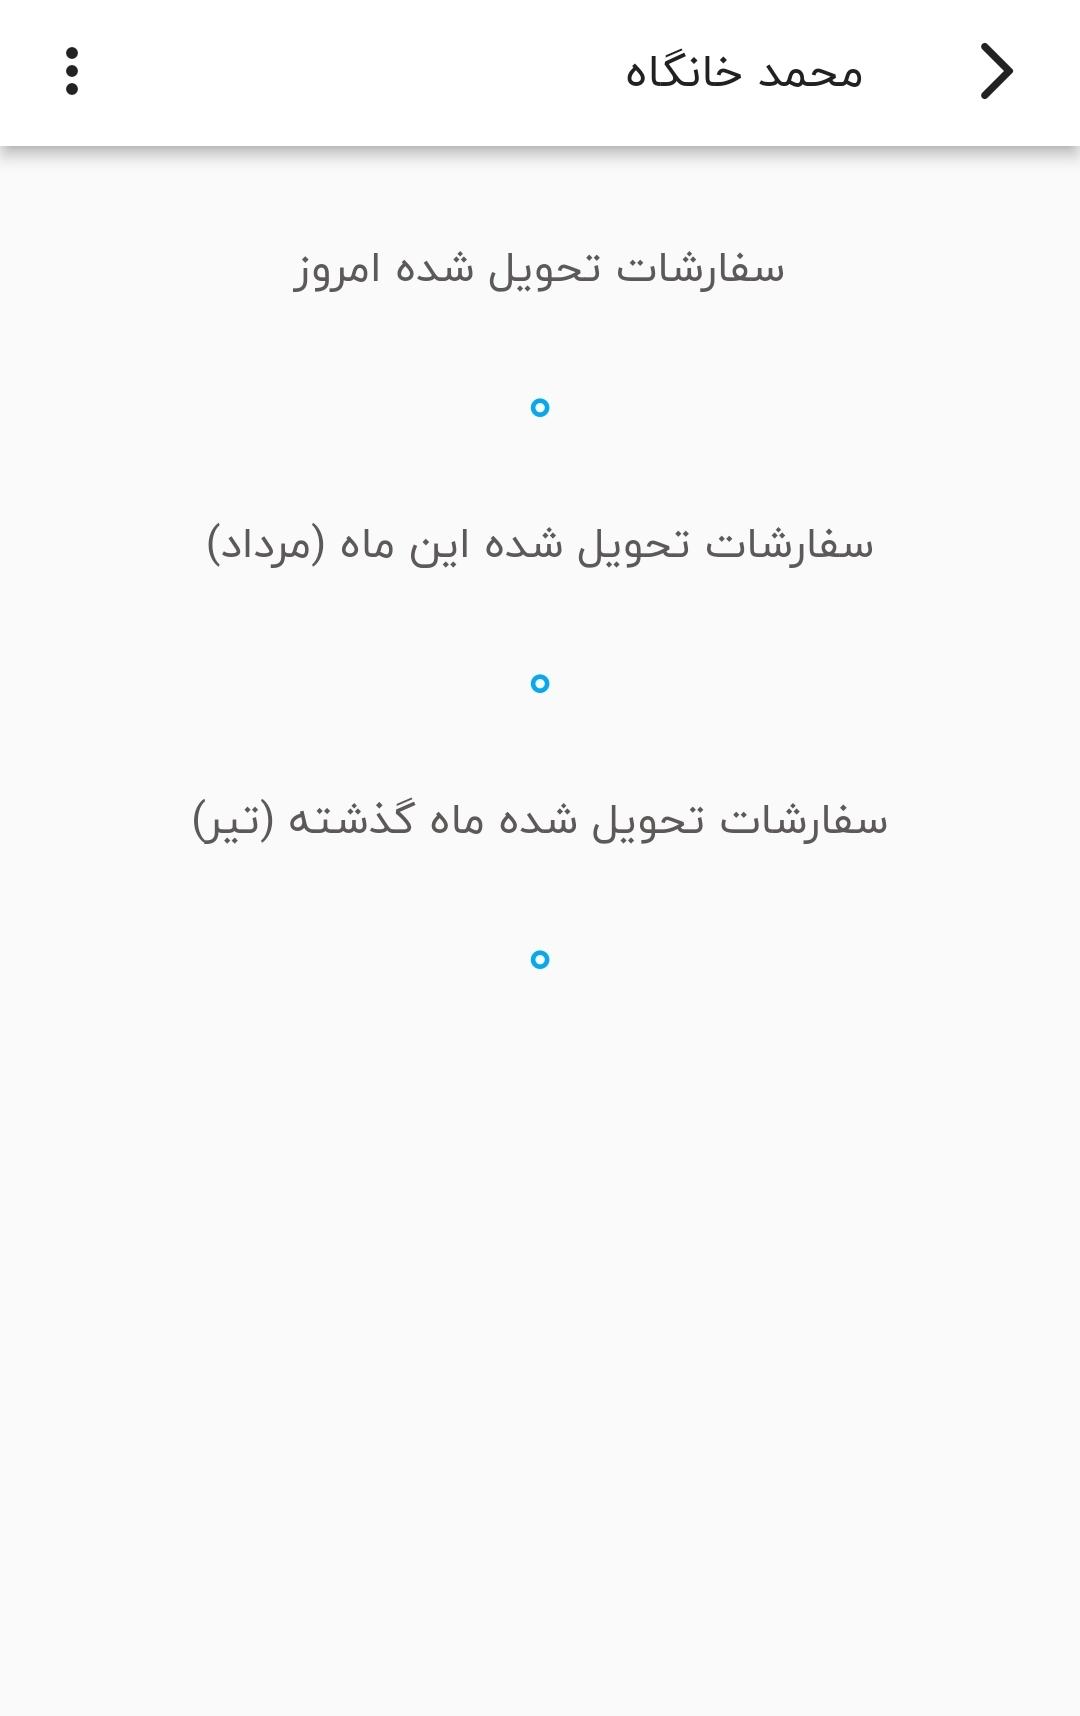 محمد خانگاه
سفارشات تحویل شده امروز
۰
سفارشات تحویل شده این ماه (مرداد)
۰
سفارشات تحویل شده ماه گذشته (تیر)
۰